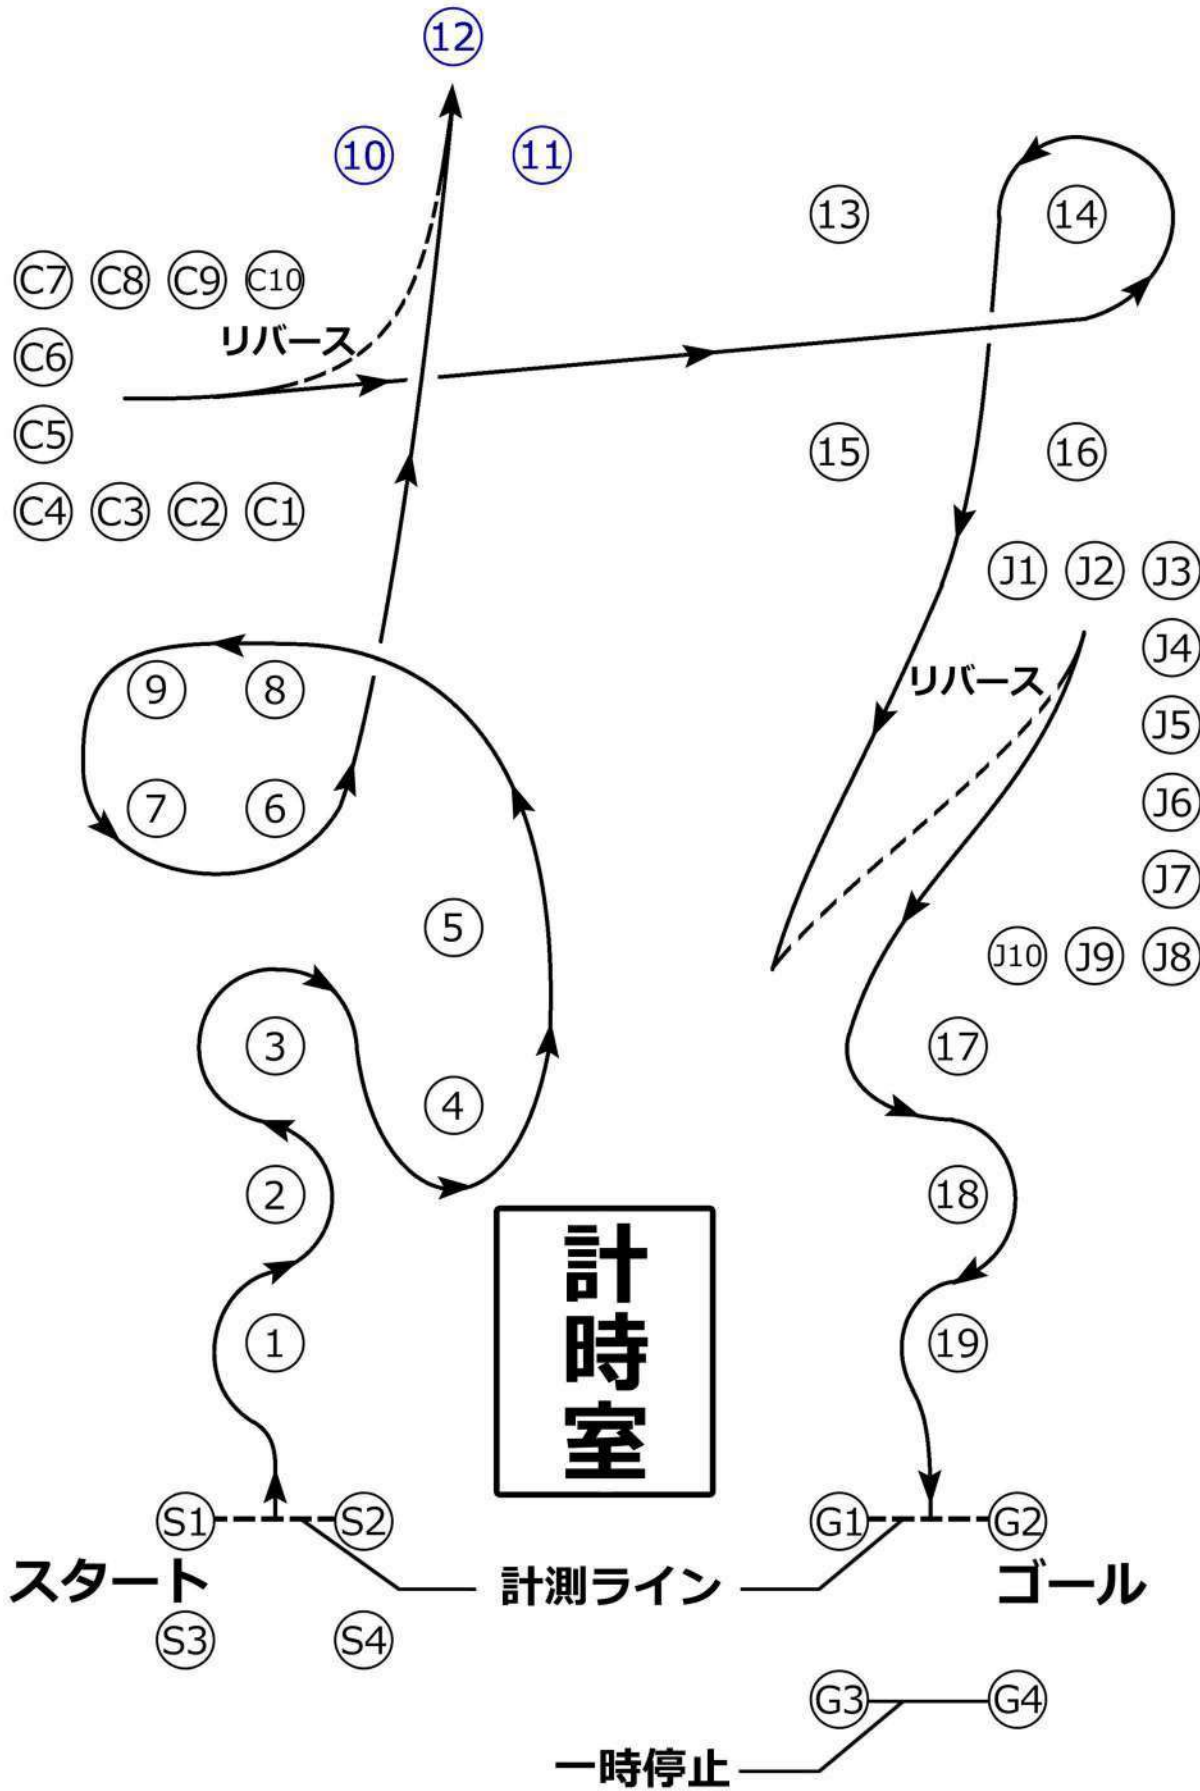 ⑫
⑩ ⑪
⑬ ⑭
C7 C8 C9 C10
リバース
C6
C5
⑮ ⑯
C4 C3 C2 C1
J1 J2 J3
J4
リバース
⑨ ⑧
J5
⑦ ⑥
J6
J7
⑤
J10 J9 J8
③ ⑰
④
② ⑱
計時室
① ⑲
S1 S2 G1 G2
スタート 計測ライン ゴール
S3 S4
G3 G4
一時停止